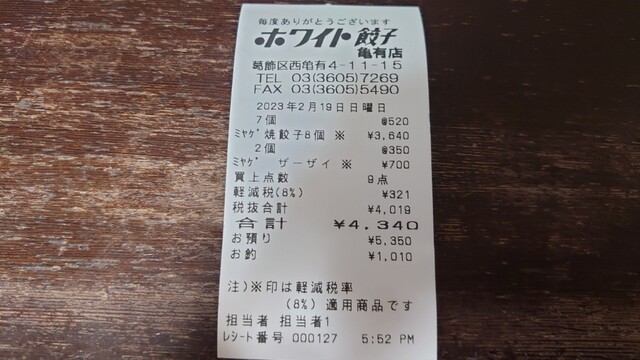 毎度ありがとうございます
ホワイト餃子
亀有店
葛飾区西亀有4-11-15
TEL 03(3605)7269
FAX 03(3605)5490
2023年2月19日日曜日
7個 @520
ミヤゲ焼餃子8個 ※ ¥3,640
2個 @350
ミヤゲ ザーザイ ※ ¥700
買上点数 9点
軽減税(8%) ¥321
税抜合計 ¥4,019
合計 ¥4,340
お預り ¥5,350
お釣 ¥1,010
注)※印は軽減税率
(8%) 適用商品です
担当者 担当者1
レシート番号 000127 5:52 PM